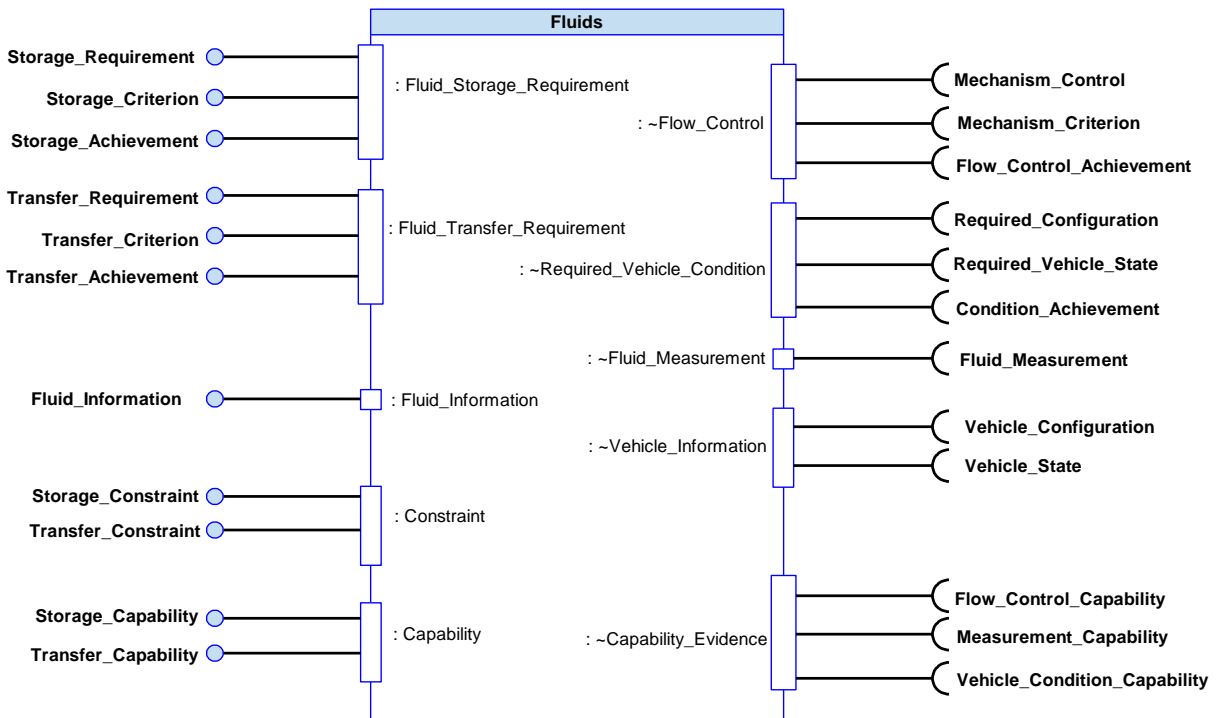 Fluids
Storage_Requirement
Storage_Criterion
Storage_Achievement
: Fluid_Storage_Requirement
Transfer_Requirement
Transfer_Criterion
Transfer_Achievement
: Fluid_Transfer_Requirement
Fluid_Information
: Fluid_Information
Storage_Constraint
Transfer_Constraint
: Constraint
Storage_Capability
Transfer_Capability
: Capability
: ~Flow_Control
Mechanism_Control
Mechanism_Criterion
Flow_Control_Achievement
: ~Required_Vehicle_Condition
Required_Configuration
Required_Vehicle_State
Condition_Achievement
: ~Fluid_Measurement
Fluid_Measurement
: ~Vehicle_Information
Vehicle_Configuration
Vehicle_State
: ~Capability_Evidence
Flow_Control_Capability
Measurement_Capability
Vehicle_Condition_Capability